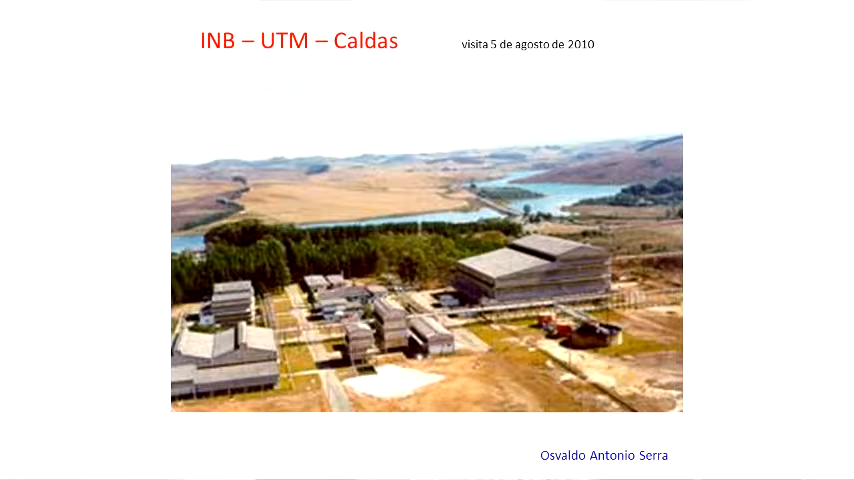 INB – UTM – Caldas visita 5 de agosto de 2010
Osvaldo Antonio Serra